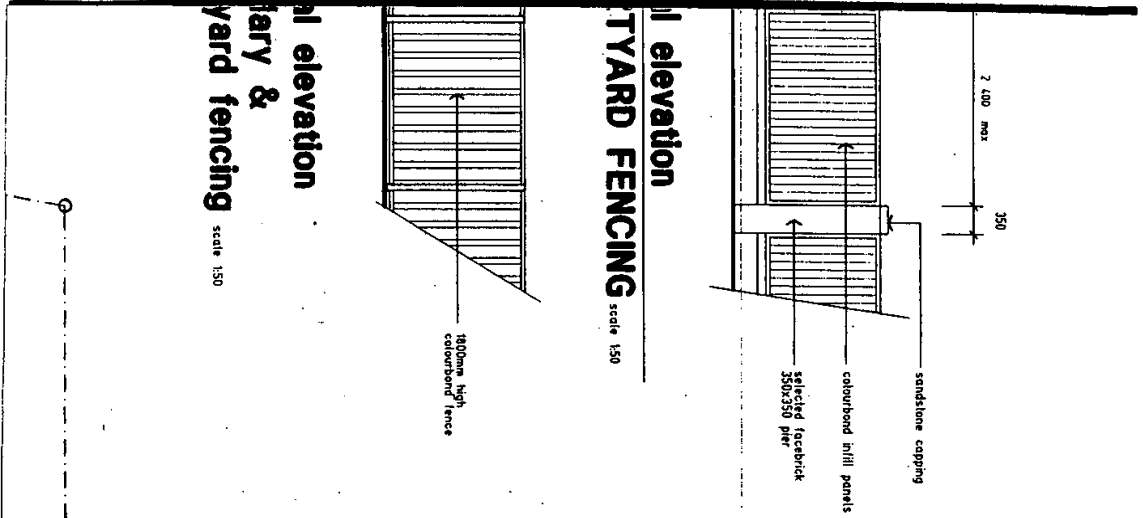 2 400 max
350
sandstone capping
colourbond infill panels
selected facebrick
350x350 pier
al elevation
TYARD FENCING scale 1:50
1800mm high
colourbond fence
al elevation
ary &
yard fencing scale 1:50